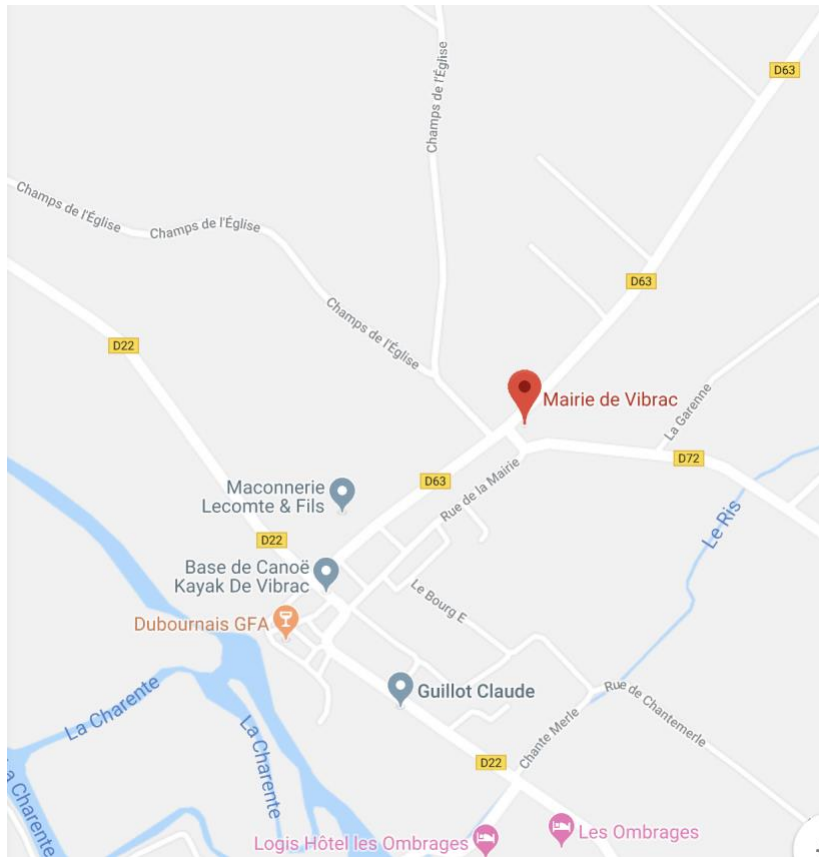 D63
Champs de l'Église
Champs de l'Église
Champs de l'Église
D63
Champs de l'Église
D22
Mairie de Vibrac
La Garenne
D72
D63
Rue de la Mairie
Maconnerie
Lecomte & Fils
Le Ris
D22
Base de Canoë
Kayak De Vibrac
Le Bourg E
Dubournais GFA
Guillot Claude
La Charente
Rue de Chantemerle
La Charente
Chante Merle
D22
La Charente
Logis Hôtel les Ombrages
Les Ombrages